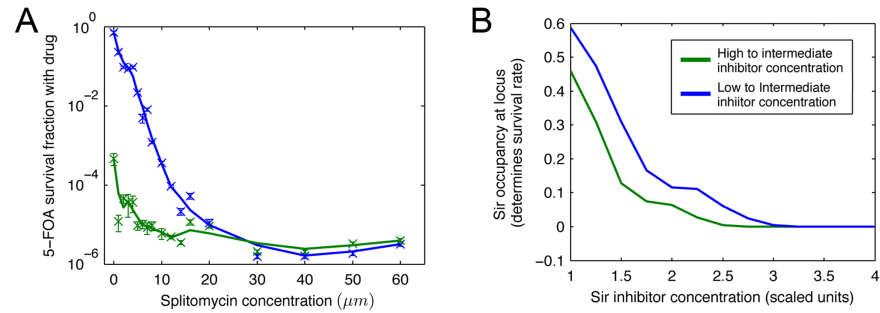 A
5–FOA survival fraction with drug
10^0
10^−2
10^−4
10^−6
0
10
20
30
40
50
60
Splitomycin concentration (μm)
B
Sir occupancy at locus
(determines survival rate)
0.6
0.5
0.4
0.3
0.2
0.1
0
−0.1
High to intermediate
inhibitor concentration
Low to Intermediate
inhiitor concentration
1
1.5
2
2.5
3
3.5
4
Sir inhibitor concentration (scaled units)